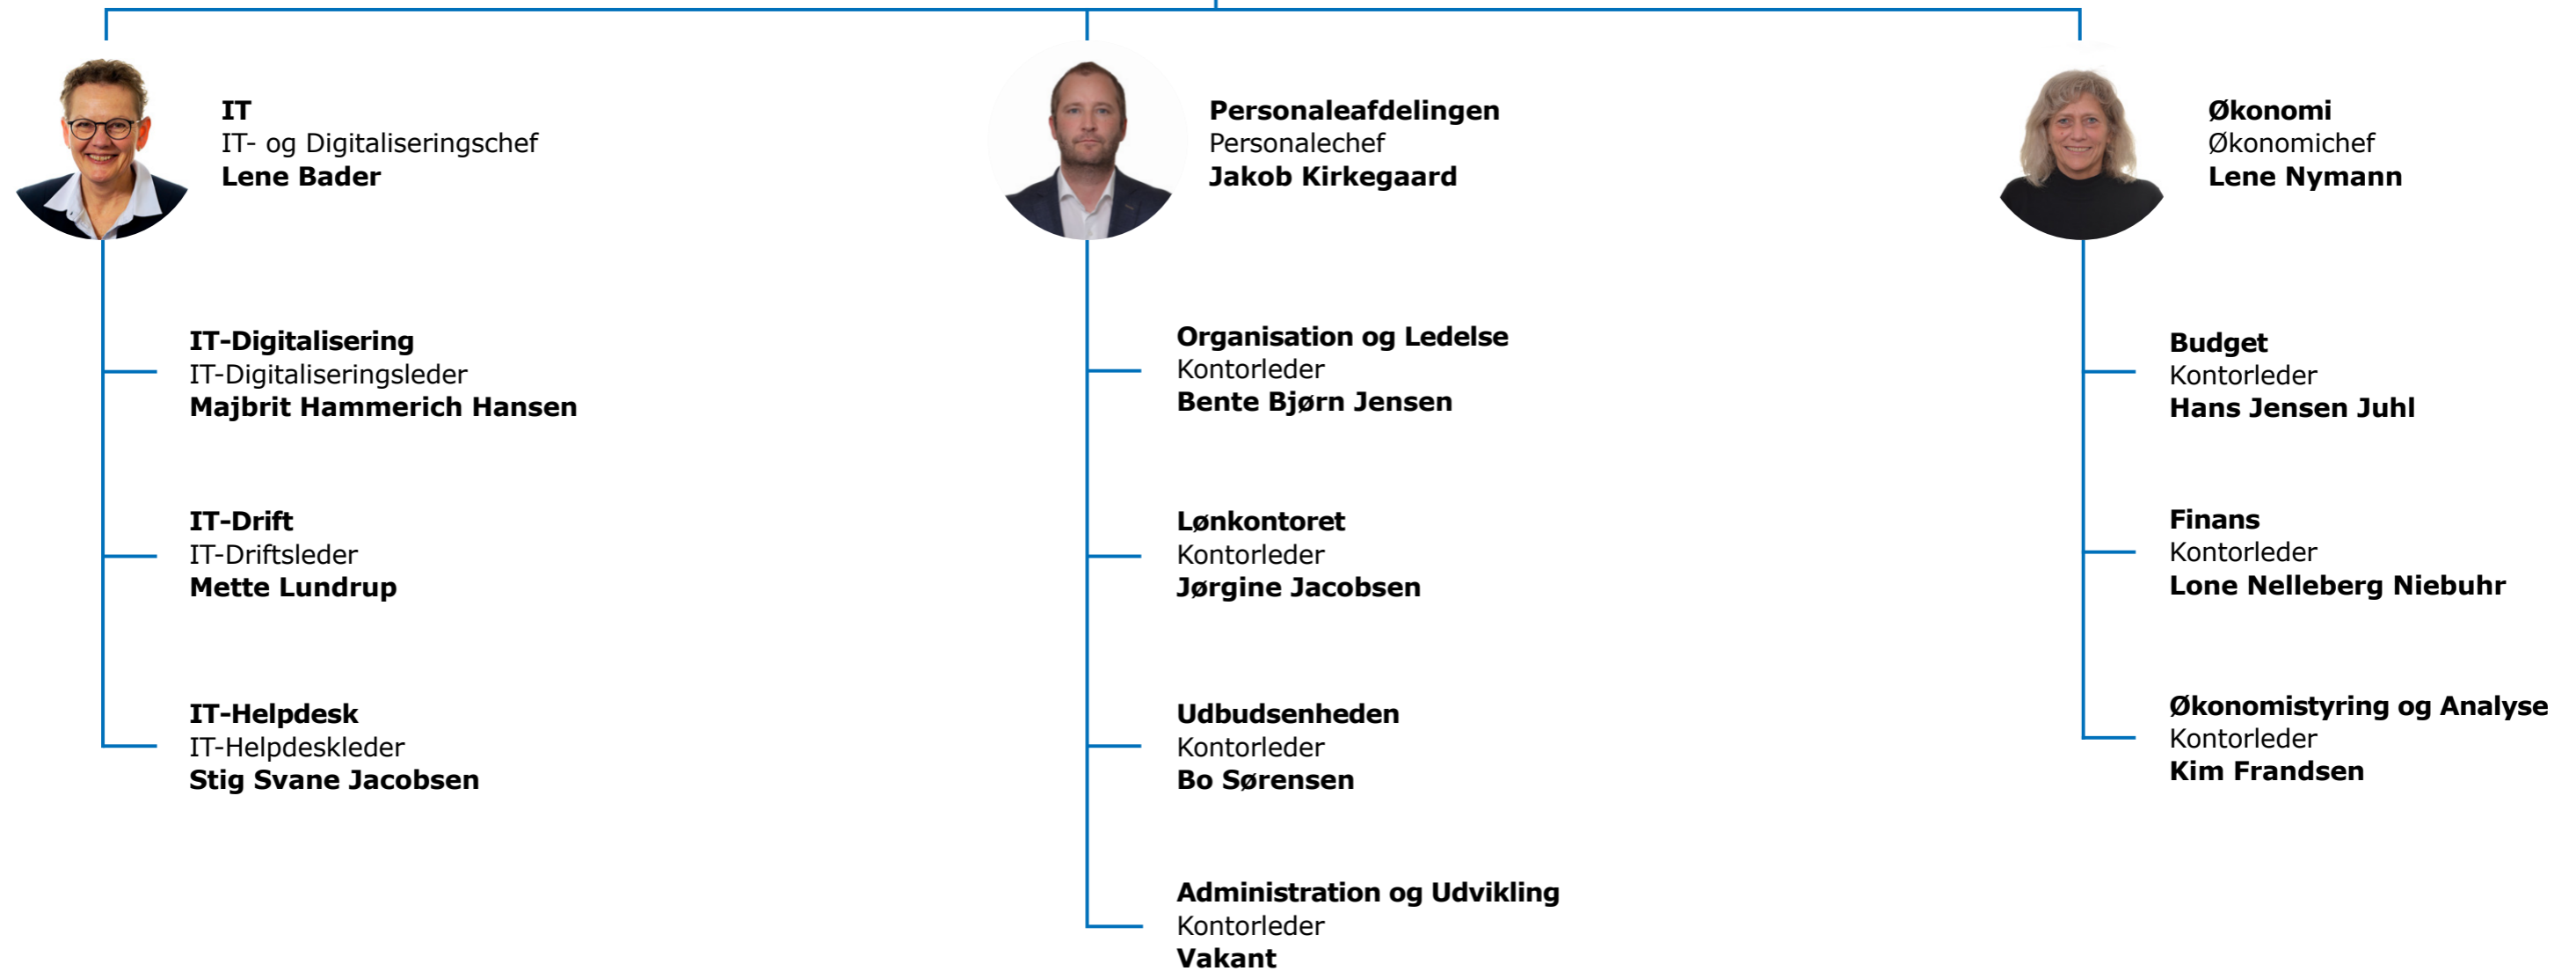 IT
IT- og Digitaliseringschef
Lene Bader
IT-Digitalisering
IT-Digitaliseringsleder
Majbrit Hammerich Hansen
IT-Drift
IT-Driftsleder
Mette Lundrup
IT-Helpdesk
IT-Helpdeskleder
Stig Svane Jacobsen
Personaleafdelingen
Personalechef
Jakob Kirkegaard
Organisation og Ledelse
Kontorleder
Bente Bjørn Jensen
Lønkontoret
Kontorleder
Jørgine Jacobsen
Udbudsenheden
Kontorleder
Bo Sørensen
Administration og Udvikling
Kontorleder
Vakant
Økonomi
Økonomichef
Lene Nymann
Budget
Kontorleder
Hans Jensen Juhl
Finans
Kontorleder
Lone Nelleberg Niebuhr
Økonomistyring og Analyse
Kontorleder
Kim Frandsen